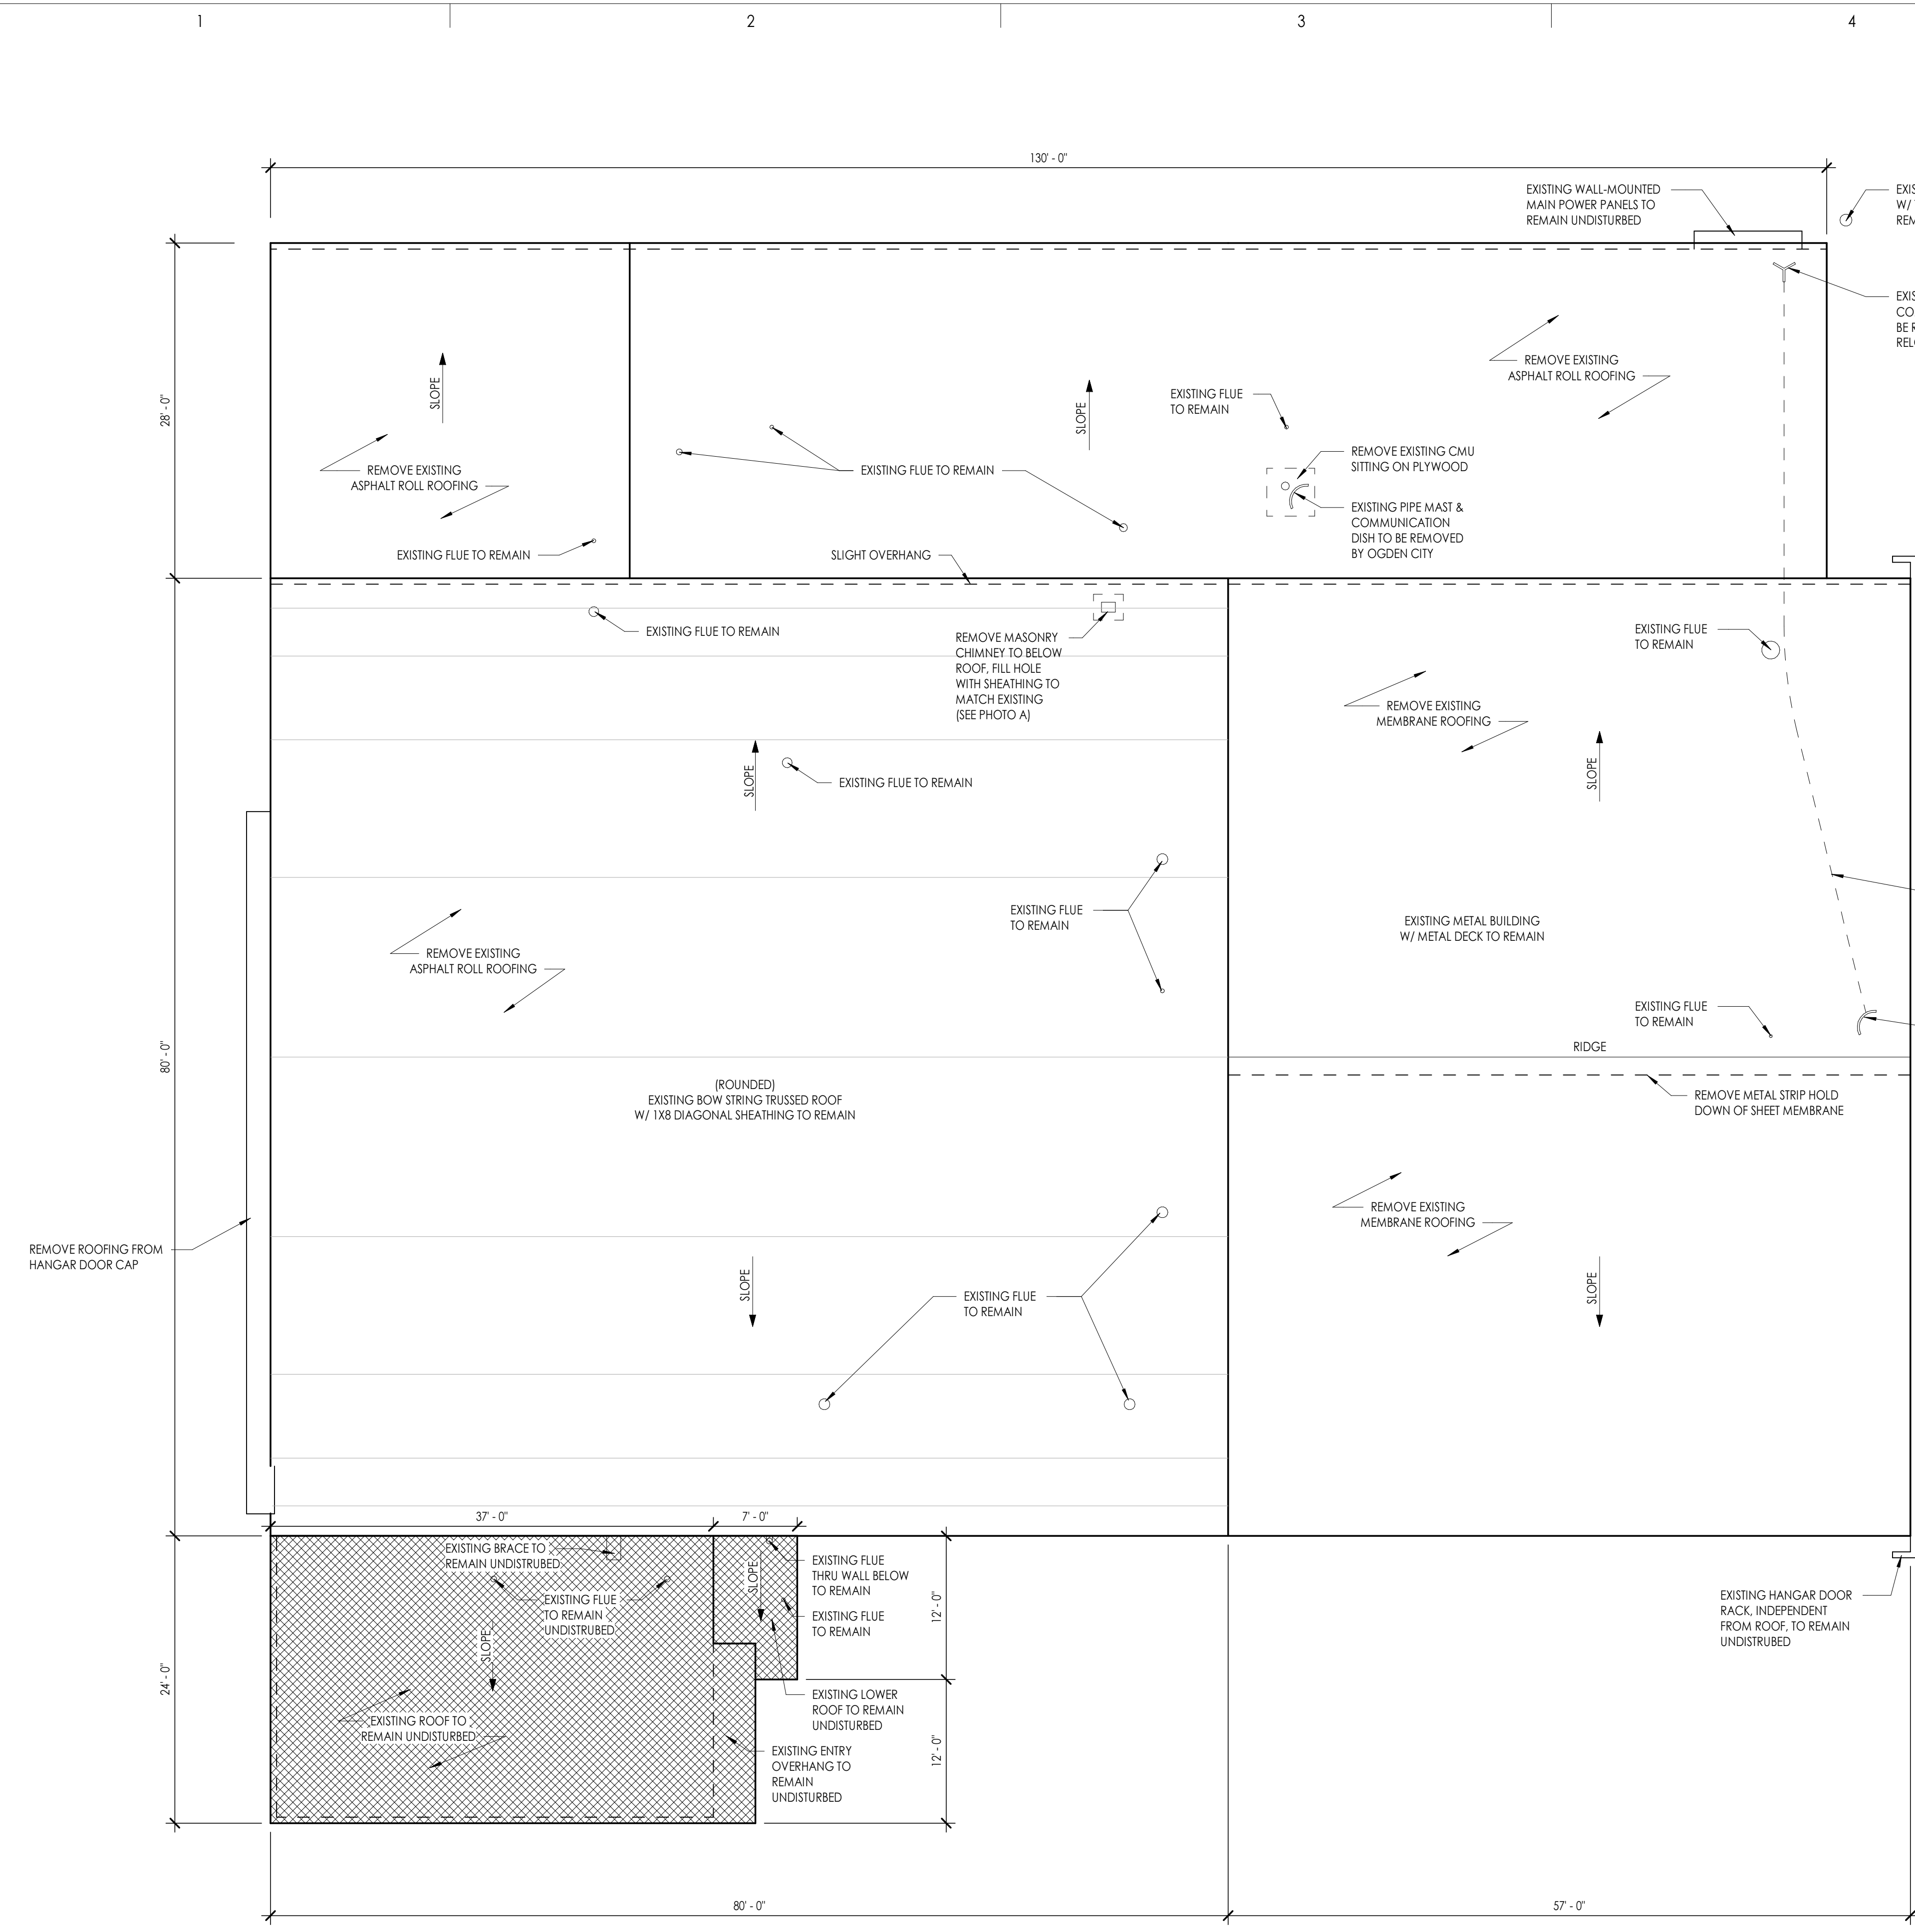 1
2
3
4
130' - 0"
EXISTING WALL-MOUNTED
MAIN POWER PANELS TO
REMAIN UNDISTURBED
W/
28' - 0"
SLOPE
REMOVE EXISTING
ASPHALT ROLL ROOFING
EXISTING FLUE TO REMAIN
EXISTING FLUE TO REMAIN
SLOPE
EXISTING FLUE
TO REMAIN
REMOVE EXISTING
ASPHALT ROLL ROOFING
REMOVE EXISTING CMU
SITTING ON PLYWOOD
EXISTING PIPE MAST &
COMMUNICATION
DISH TO BE REMOVED
BY OGDEN CITY
SLIGHT OVERHANG
EXISTING FLUE TO REMAIN
REMOVE MASONRY
CHIMNEY TO BELOW
ROOF, FILL HOLE
WITH SHEATHING TO
MATCH EXISTING
(SEE PHOTO A)
EXISTING FLUE
TO REMAIN
REMOVE EXISTING
MEMBRANE ROOFING
SLOPE
EXISTING FLUE TO REMAIN
SLOPE
EXISTING FLUE
TO REMAIN
EXISTING METAL BUILDING
W/ METAL DECK TO REMAIN
REMOVE EXISTING
ASPHALT ROLL ROOFING
80' - 0"
EXISTING FLUE
TO REMAIN
RIDGE
(ROUNDED)
EXISTING BOW STRING TRUSSED ROOF
W/ 1X8 DIAGONAL SHEATHING TO REMAIN
REMOVE METAL STRIP HOLD
DOWN OF SHEET MEMBRANE
REMOVE EXISTING
MEMBRANE ROOFING
REMOVE ROOFING FROM
HANGAR DOOR CAP
SLOPE
EXISTING FLUE
TO REMAIN
SLOPE
37' - 0"
7' - 0"
EXISTING BRACE TO
REMAIN UNDISTRUBED
EXISTING FLUE
TO REMAIN
UNDISTRUBED
SLOPE
SLOPE
EXISTING FLUE
THRU WALL BELOW
TO REMAIN
EXISTING FLUE
TO REMAIN
12' - 0"
EXISTING HANGAR DOOR
RACK, INDEPENDENT
FROM ROOF, TO REMAIN
UNDISTRUBED
24' - 0"
EXISTING ROOF TO
REMAIN UNDISTURBED
EXISTING LOWER
ROOF TO REMAIN
UNDISTURBED
EXISTING ENTRY
OVERHANG TO
REMAIN
UNDISTURBED
12' - 0"
80' - 0"
57' - 0"